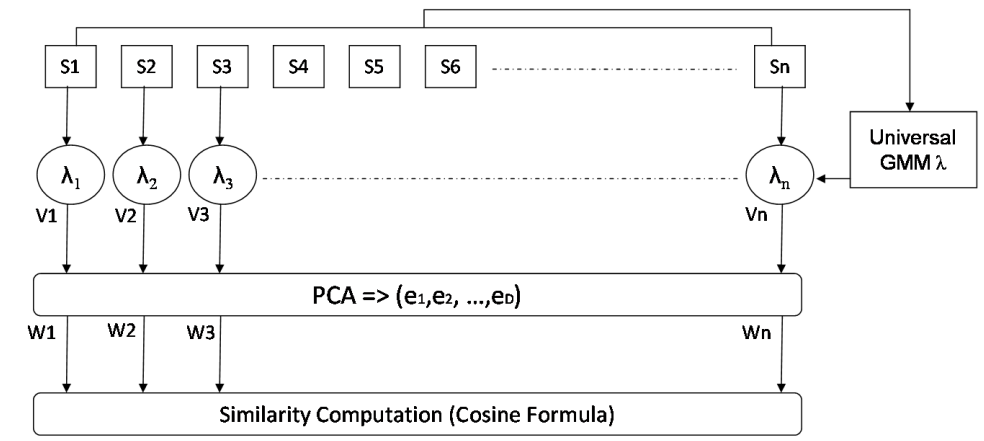 S1 S2 S3 S4 S5 S6 Sn
Universal
GMM λ
λ1 λ2 λ3 λn
V1 V2 V3 Vn
PCA => (e1,e2, ...,eD)
W1 W2 W3 Wn
Similarity Computation (Cosine Formula)